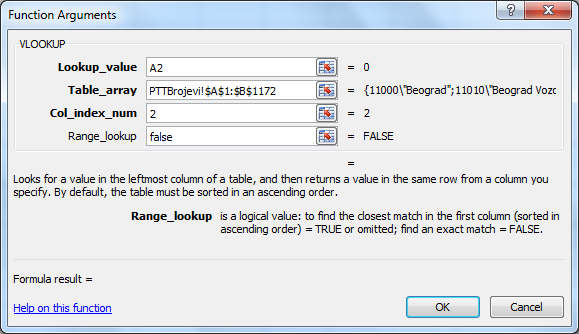 Function Arguments
VLOOKUP
Lookup_value A2 = 0
Table_array PTTBrojevi!$A$1:$B$1172 = {11000\"Beograd";11010\"Beograd Vozd
Col_index_num 2 = 2
Range_lookup false = FALSE
=
Looks for a value in the leftmost column of a table, and then returns a value in the same row from a column you
specify. By default, the table must be sorted in an ascending order.
Range_lookup is a logical value: to find the closest match in the first column (sorted in
ascending order) = TRUE or omitted; find an exact match = FALSE.
Formula result =
Help on this function
OK Cancel